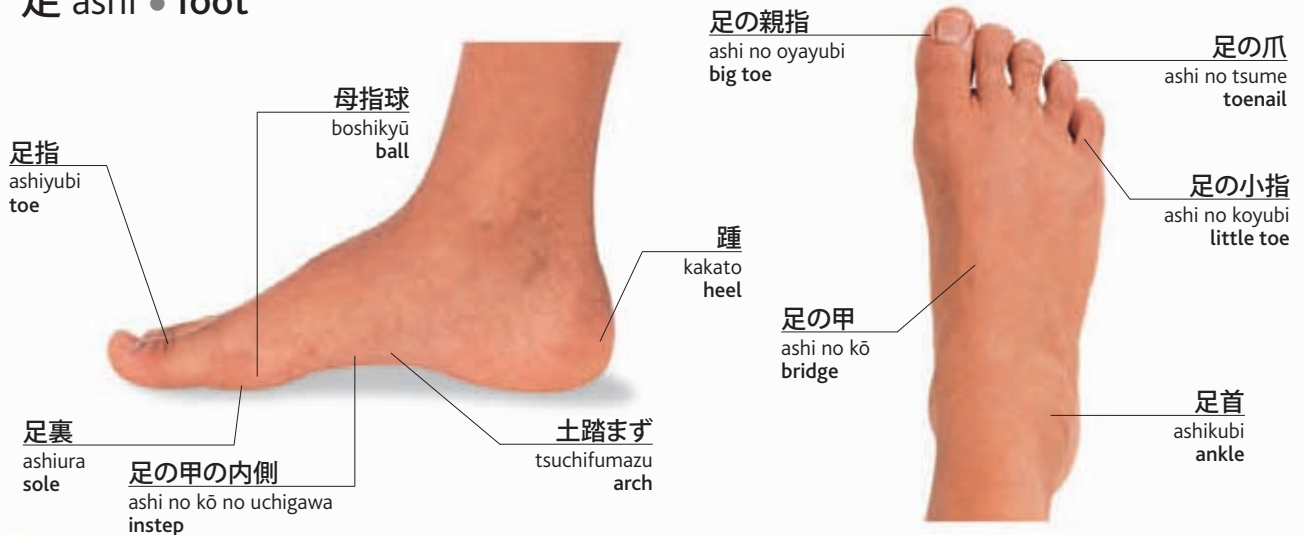 足 ashi • foot
足指
ashiyubi
toe
母指球
boshikyū
ball
踵
kakato
heel
足裏
ashiura
sole
足の甲の内側
ashi no kō no uchigawa
instep
土踏まず
tsuchifumazu
arch
足の親指
ashi no oyayubi
big toe
足の爪
ashi no tsume
toenail
足の小指
ashi no koyubi
little toe
足の甲
ashi no kō
bridge
足首
ashikubi
ankle